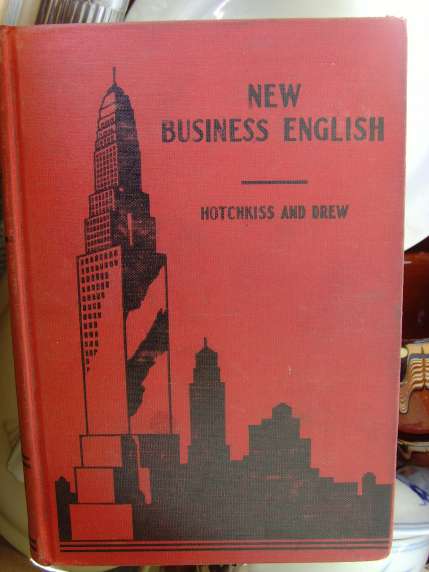 NEW
BUSINESS ENGLISH
HOTCHKISS AND DREW